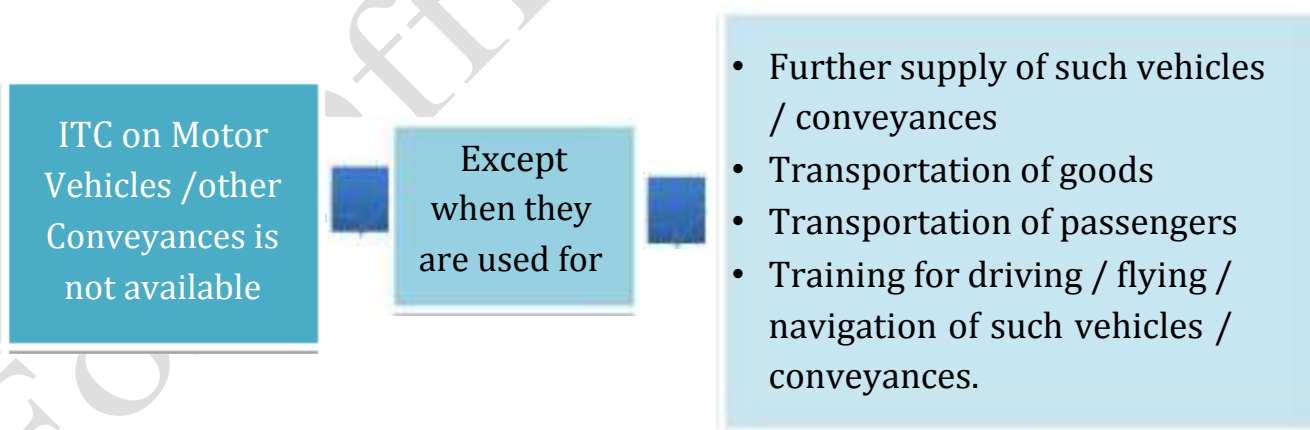 ITC on Motor
Vehicles /other
Conveyances is
not available
Except
when they
are used for
• Further supply of such vehicles
/ conveyances
• Transportation of goods
• Transportation of passengers
• Training for driving / flying /
navigation of such vehicles /
conveyances.